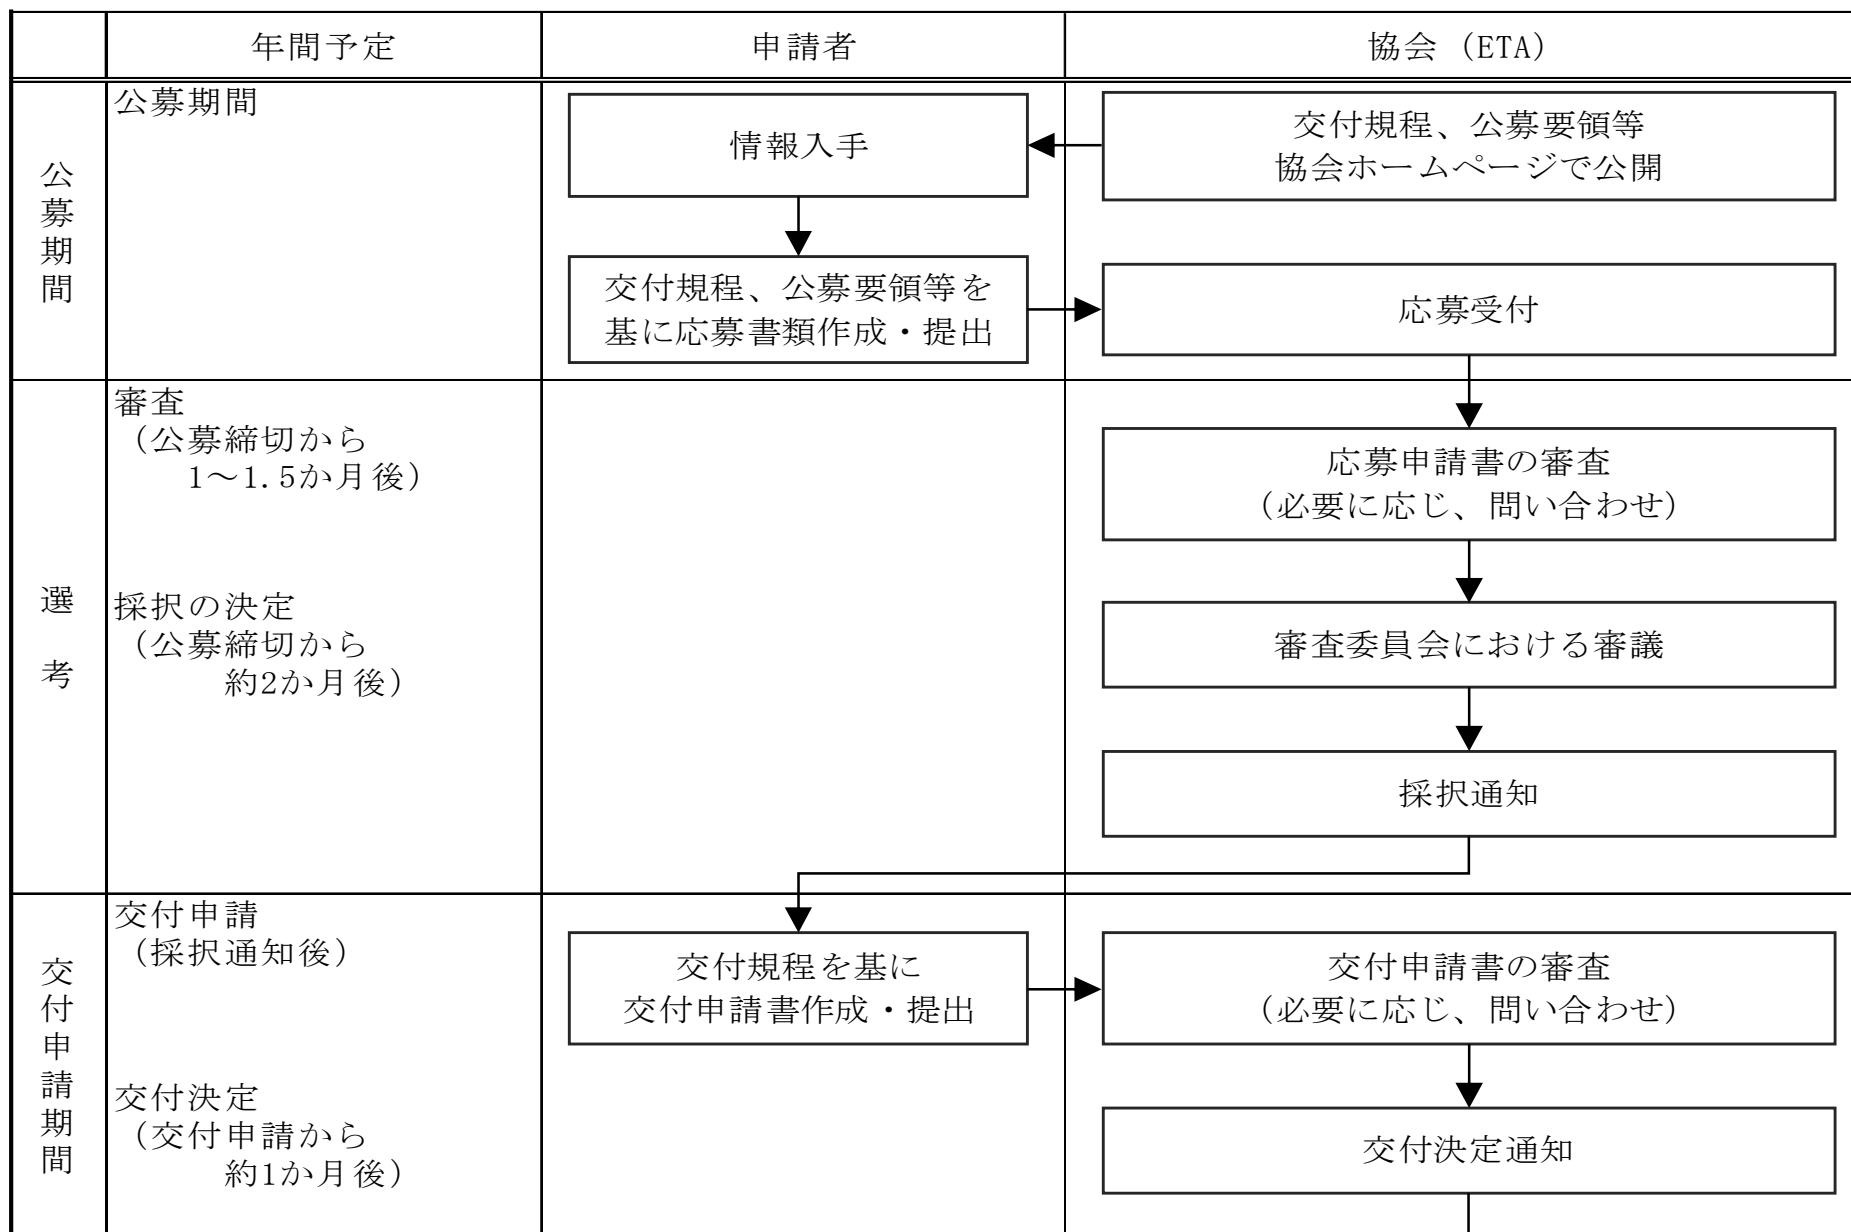 年間予定
申請者
協会（ETA）
公募期間
公募期間
情報入手
交付規程、公募要領等
協会ホームページで公開
交付規程、公募要領等を
基に応募書類作成・提出
応募受付
選考
審査
（公募締切から
1～1.5か月後）
応募申請書の審査
（必要に応じ、問い合わせ）
採択の決定
（公募締切から
約2か月後）
審査委員会における審議
採択通知
交付申請期間
交付申請
（採択通知後）
交付規程を基に
交付申請書作成・提出
交付申請書の審査
（必要に応じ、問い合わせ）
交付決定
（交付申請から
約1か月後）
交付決定通知